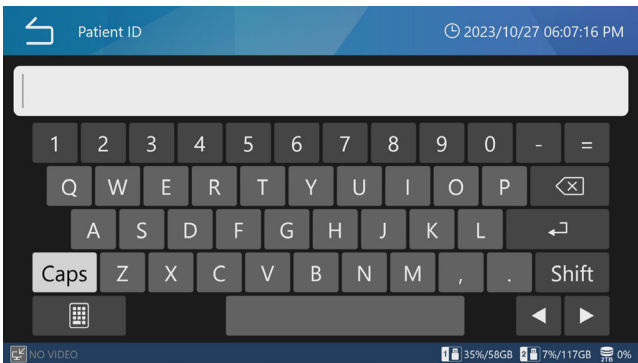 Patient ID 2023/10/27 06:07:16 PM
1 2 3 4 5 6 7 8 9 0 - =
Q W E R T Y U I O P
A S D F G H J K L
Caps Z X C V B N M , . Shift
NO VIDEO 1 35%/58GB 2 7%/117GB 2TB 0%